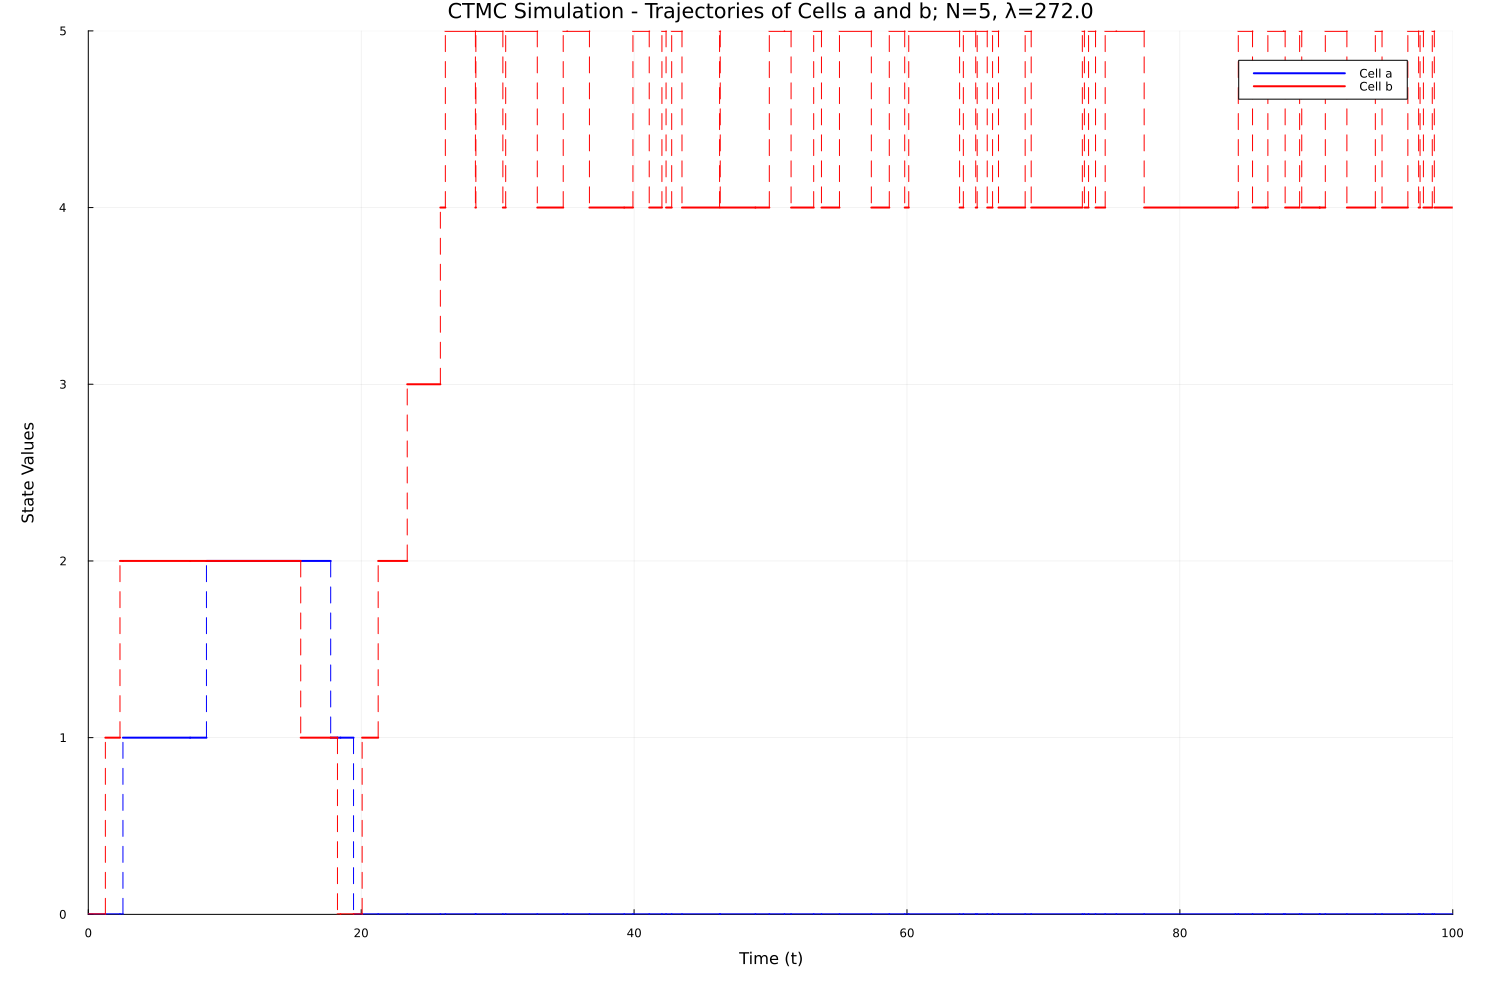 CTMC Simulation - Trajectories of Cells a and b; N=5, λ=272.0
Cell a
Cell b
State Values
5
4
3
2
1
0
0 20 40 60 80 100
Time (t)